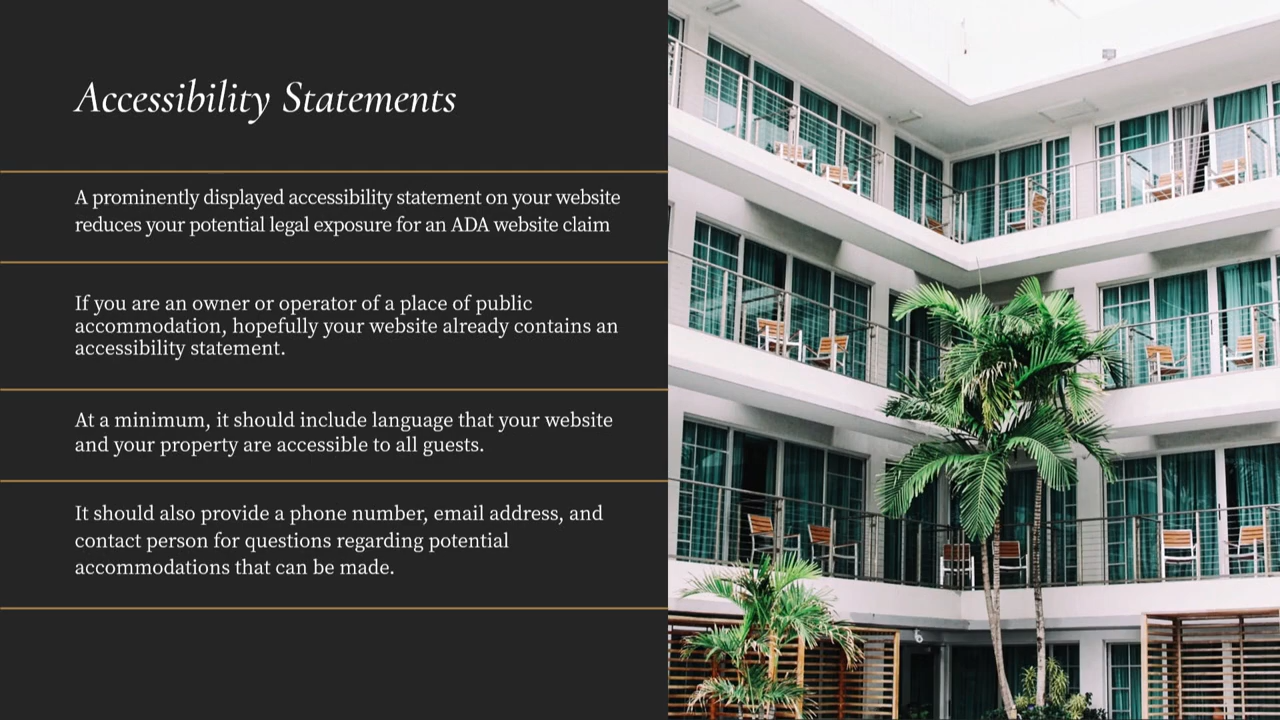 Accessibility Statements
A prominently displayed accessibility statement on your website
reduces your potential legal exposure for an ADA website claim
If you are an owner or operator of a place of public
accommodation, hopefully your website already contains an
accessibility statement.
At a minimum, it should include language that your website
and your property are accessible to all guests.
It should also provide a phone number, email address, and
contact person for questions regarding potential
accommodations that can be made.